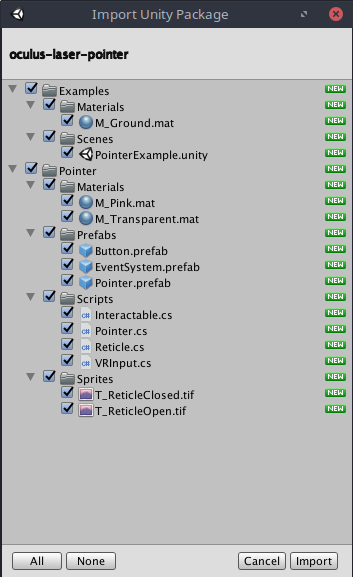 Import Unity Package
oculus-laser-pointer
Examples NEW
Materials NEW
M_Ground.mat NEW
Scenes NEW
PointerExample.unity NEW
Pointer NEW
Materials NEW
M_Pink.mat NEW
M_Transparent.mat NEW
Prefabs NEW
Button.prefab NEW
EventSystem.prefab NEW
Pointer.prefab NEW
Scripts NEW
C# Interactable.cs NEW
C# Pointer.cs NEW
C# Reticle.cs NEW
C# VRInput.cs NEW
Sprites NEW
T_ReticleClosed.tif NEW
T_ReticleOpen.tif NEW
All None Cancel Import